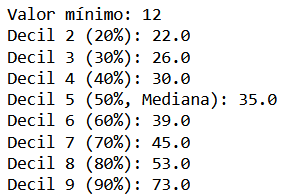 Valor mínimo: 12
Decil 2 (20%): 22.0
Decil 3 (30%): 26.0
Decil 4 (40%): 30.0
Decil 5 (50%, Mediana): 35.0
Decil 6 (60%): 39.0
Decil 7 (70%): 45.0
Decil 8 (80%): 53.0
Decil 9 (90%): 73.0